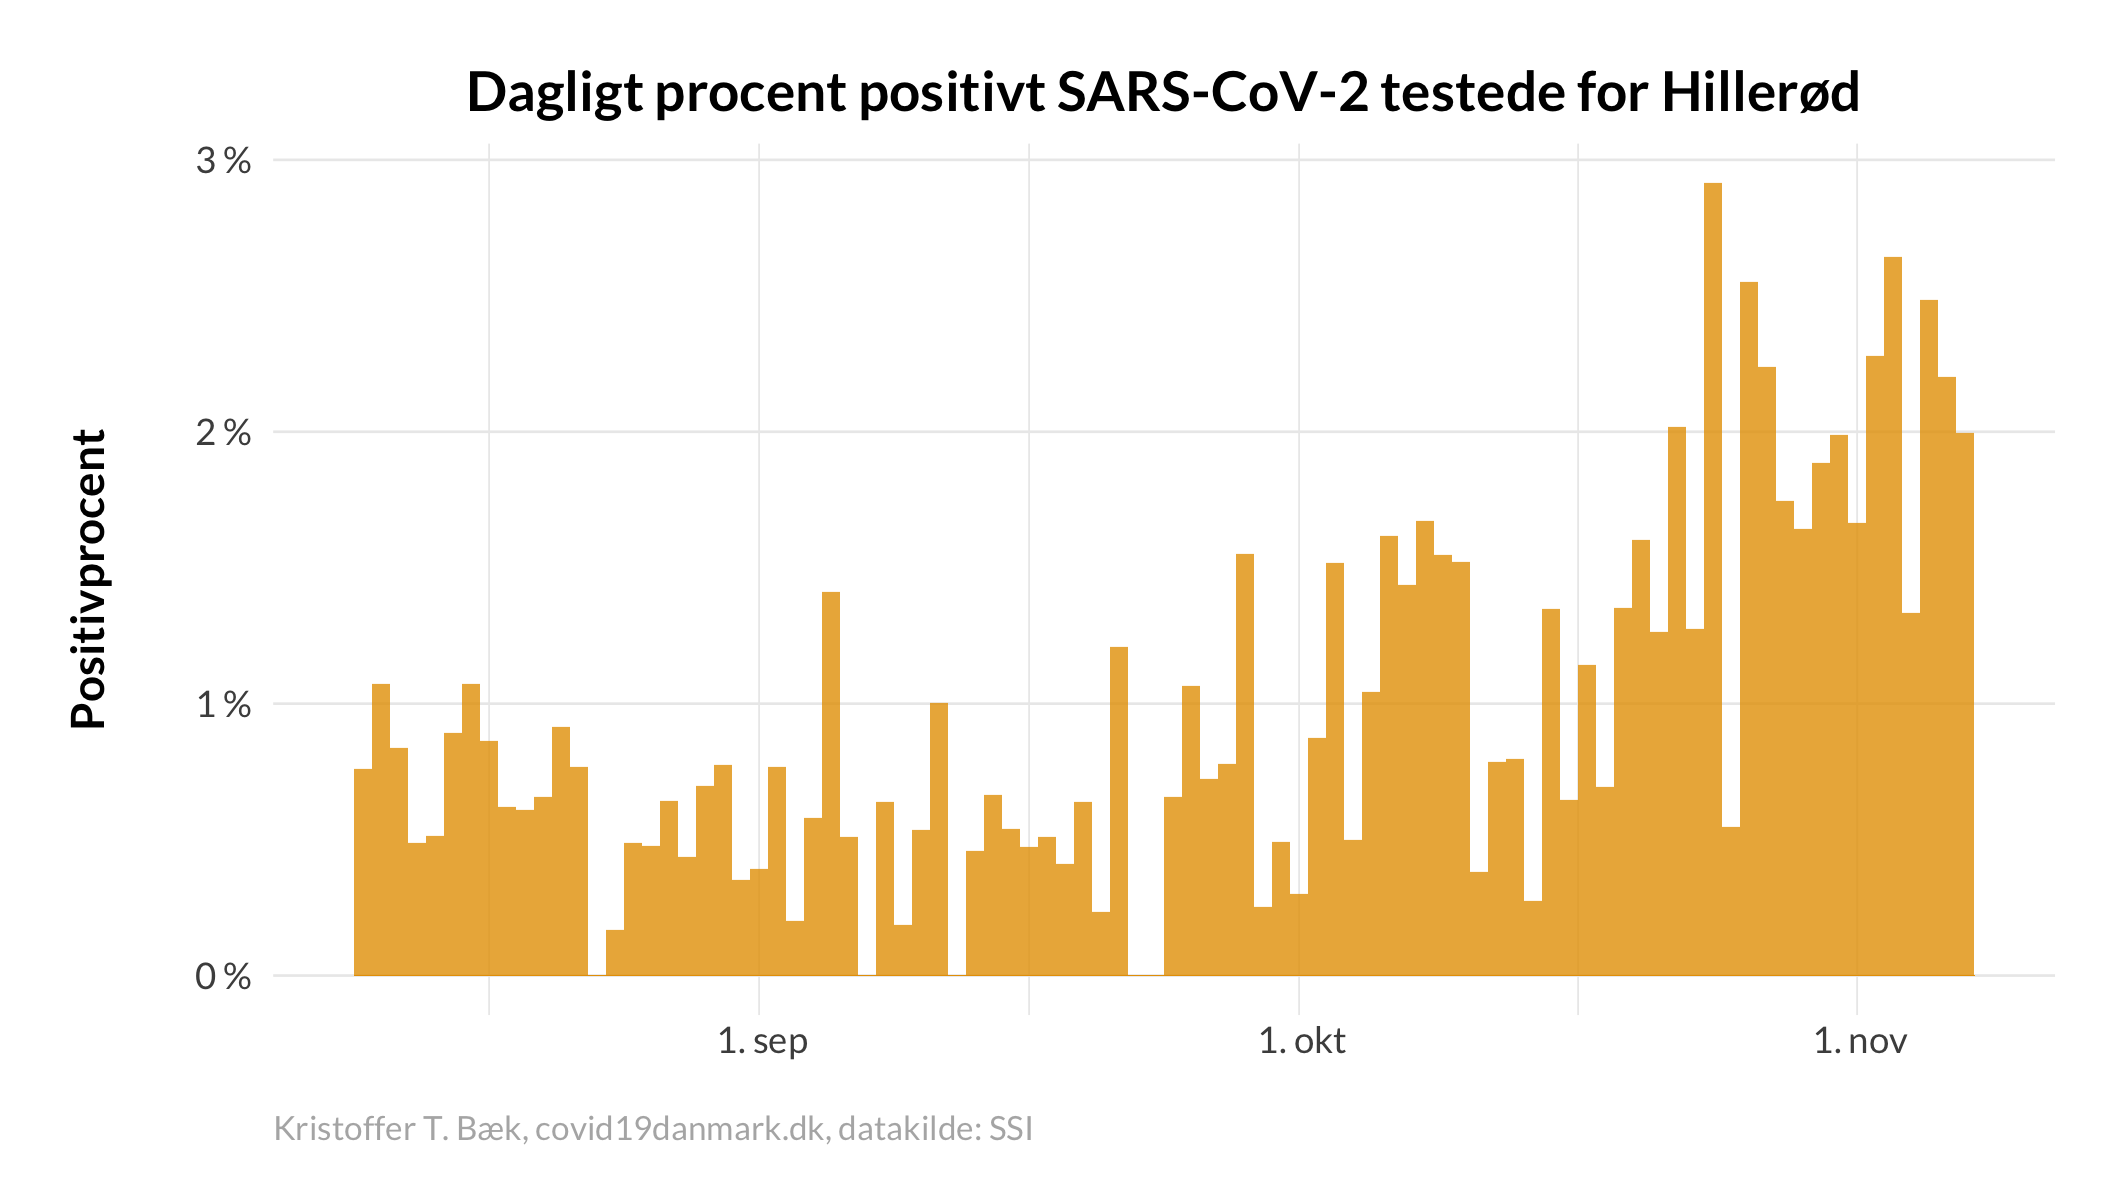 Dagligt procent positivt SARS-CoV-2 testede for Hillerød
Positivprocent
3 %
2 %
1 %
0 %
1. sep
1. okt
1. nov
Kristoffer T. Bæk, covid19danmark.dk, datakilde: SSI